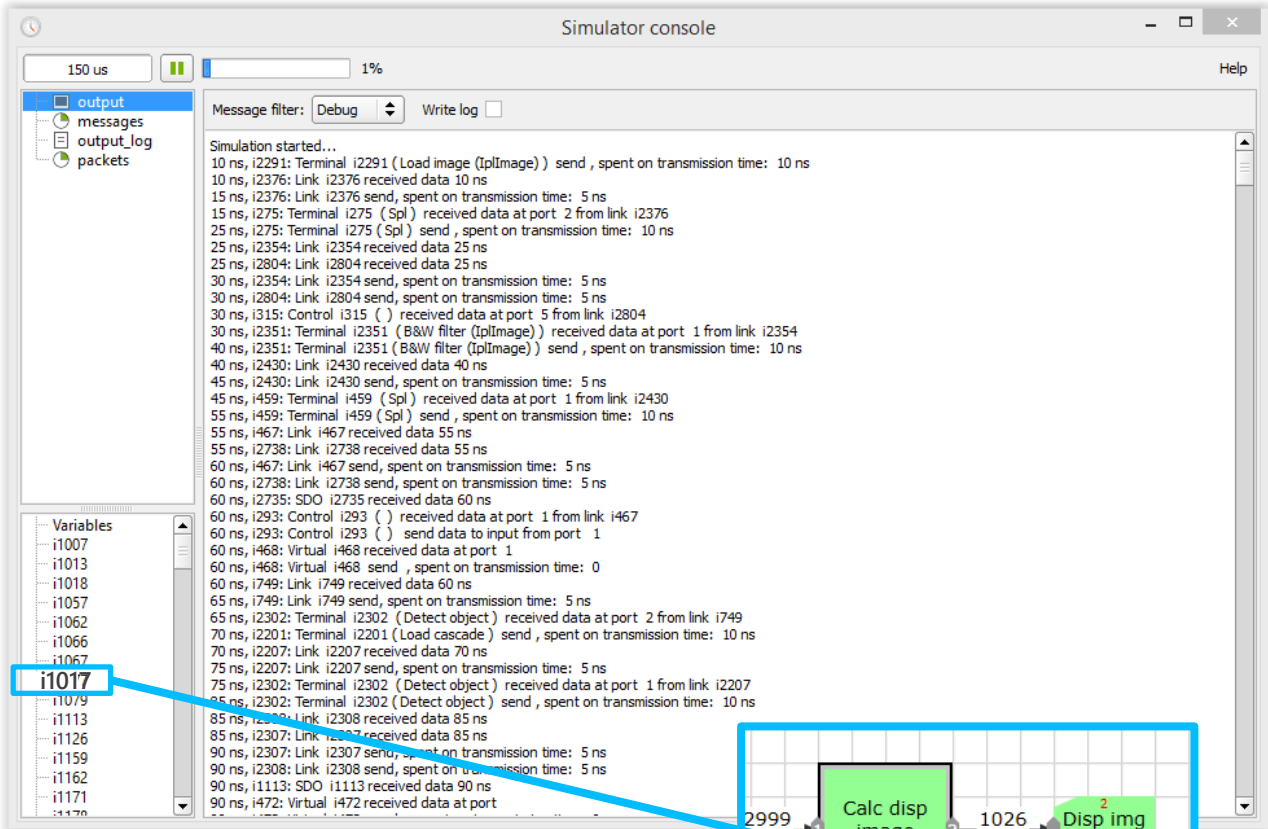 Simulator console
150 us
1%
Help
output
messages
output_log
packets
Message filter: Debug Write log
Simulation started...
10 ns, i2291: Terminal i2291 ( Load image (IplImage) ) send , spent on transmission time: 10 ns
10 ns, i2376: Link i2376 received data 10 ns
15 ns, i2376: Link i2376 send, spent on transmission time: 5 ns
15 ns, i275: Terminal i275 ( Spl ) received data at port 2 from link i2376
25 ns, i275: Terminal i275 ( Spl ) send , spent on transmission time: 10 ns
25 ns, i2354: Link i2354 received data 25 ns
25 ns, i2804: Link i2804 received data 25 ns
30 ns, i2354: Link i2354 send, spent on transmission time: 5 ns
30 ns, i2804: Link i2804 send, spent on transmission time: 5 ns
30 ns, i315: Control i315 ( ) received data at port 5 from link i2804
30 ns, i2351: Terminal i2351 ( B&W filter (IplImage) ) received data at port 1 from link i2354
40 ns, i2351: Terminal i2351 ( B&W filter (IplImage) ) send , spent on transmission time: 10 ns
40 ns, i2430: Link i2430 received data 40 ns
45 ns, i2430: Link i2430 send, spent on transmission time: 5 ns
45 ns, i459: Terminal i459 ( Spl ) received data at port 1 from link i2430
55 ns, i459: Terminal i459 ( Spl ) send , spent on transmission time: 10 ns
55 ns, i467: Link i467 received data 55 ns
55 ns, i2738: Link i2738 received data 55 ns
60 ns, i467: Link i467 send, spent on transmission time: 5 ns
60 ns, i2738: Link i2738 send, spent on transmission time: 5 ns
60 ns, i2735: SDO i2735 received data 60 ns
60 ns, i293: Control i293 ( ) received data at port 1 from link i467
60 ns, i293: Control i293 ( ) send data to input from port 1
60 ns, i468: Virtual i468 received data at port 1
60 ns, i468: Virtual i468 send , spent on transmission time: 0
60 ns, i749: Link i749 received data 60 ns
65 ns, i749: Link i749 send, spent on transmission time: 5 ns
65 ns, i2302: Terminal i2302 ( Detect object ) received data at port 2 from link i749
70 ns, i2201: Terminal i2201 ( Load cascade ) send , spent on transmission time: 10 ns
70 ns, i2207: Link i2207 received data 70 ns
75 ns, i2207: Link i2207 send, spent on transmission time: 5 ns
75 ns, i2302: Terminal i2302 ( Detect object ) received data at port 1 from link i2207
ns, i2302: Terminal i2302 ( Detect object ) send , spent on transmission time: 10 ns
85 ns, Link i2308 received data 85 ns
85 ns, i2307: Link received data 85 ns
90 ns, i2307: Link i2307 send, spent on transmission time: 5 ns
90 ns, i2308: Link i2308 send, spent on transmission time: 5 ns
90 ns, i1113: SDO i1113 received data 90 ns
90 ns, i472: Virtual i472 received data at port
Variables
i1007
i1013
i1018
i1057
i1062
i1066
i1067
i1017
i1079
i1113
i1126
i1159
i1162
i1171
2999
Calc disp
1026
2
Disp img